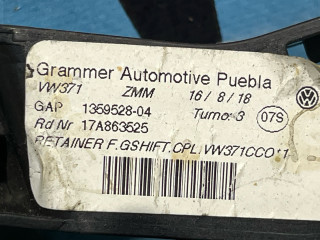 Grammer Automotive Puebla
VW371 ZMM 16/8/18
GAP 1359528-04 Turno: 3 07S
Rd Nr 17A863525
RETAINER F.GSHIFT.CPL.VW371CCO*1